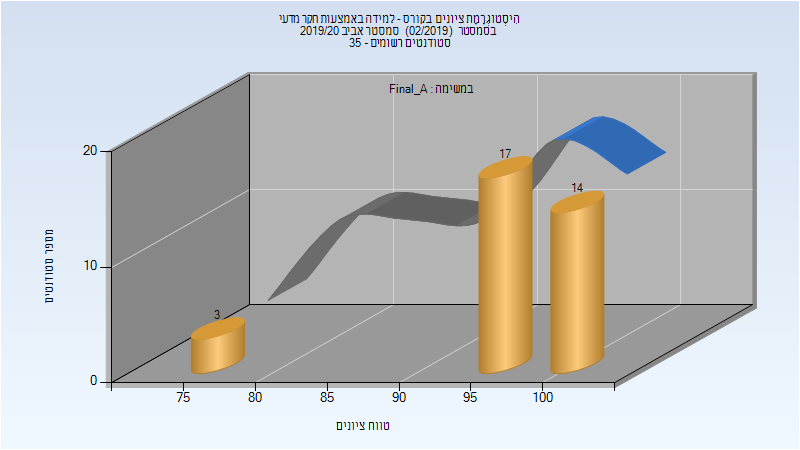 היסטוגרמת ציונים בקורס - למידה באמצעות חקר מדעי
בסמסטר (02/2019) סמסטר אביב 2019/20
סטודנטים רשומים - 35
במשימה : Final_A
20
10
0
מספר סטודנטים
3
17
14
75 80 85 90 95 100
טווח ציונים